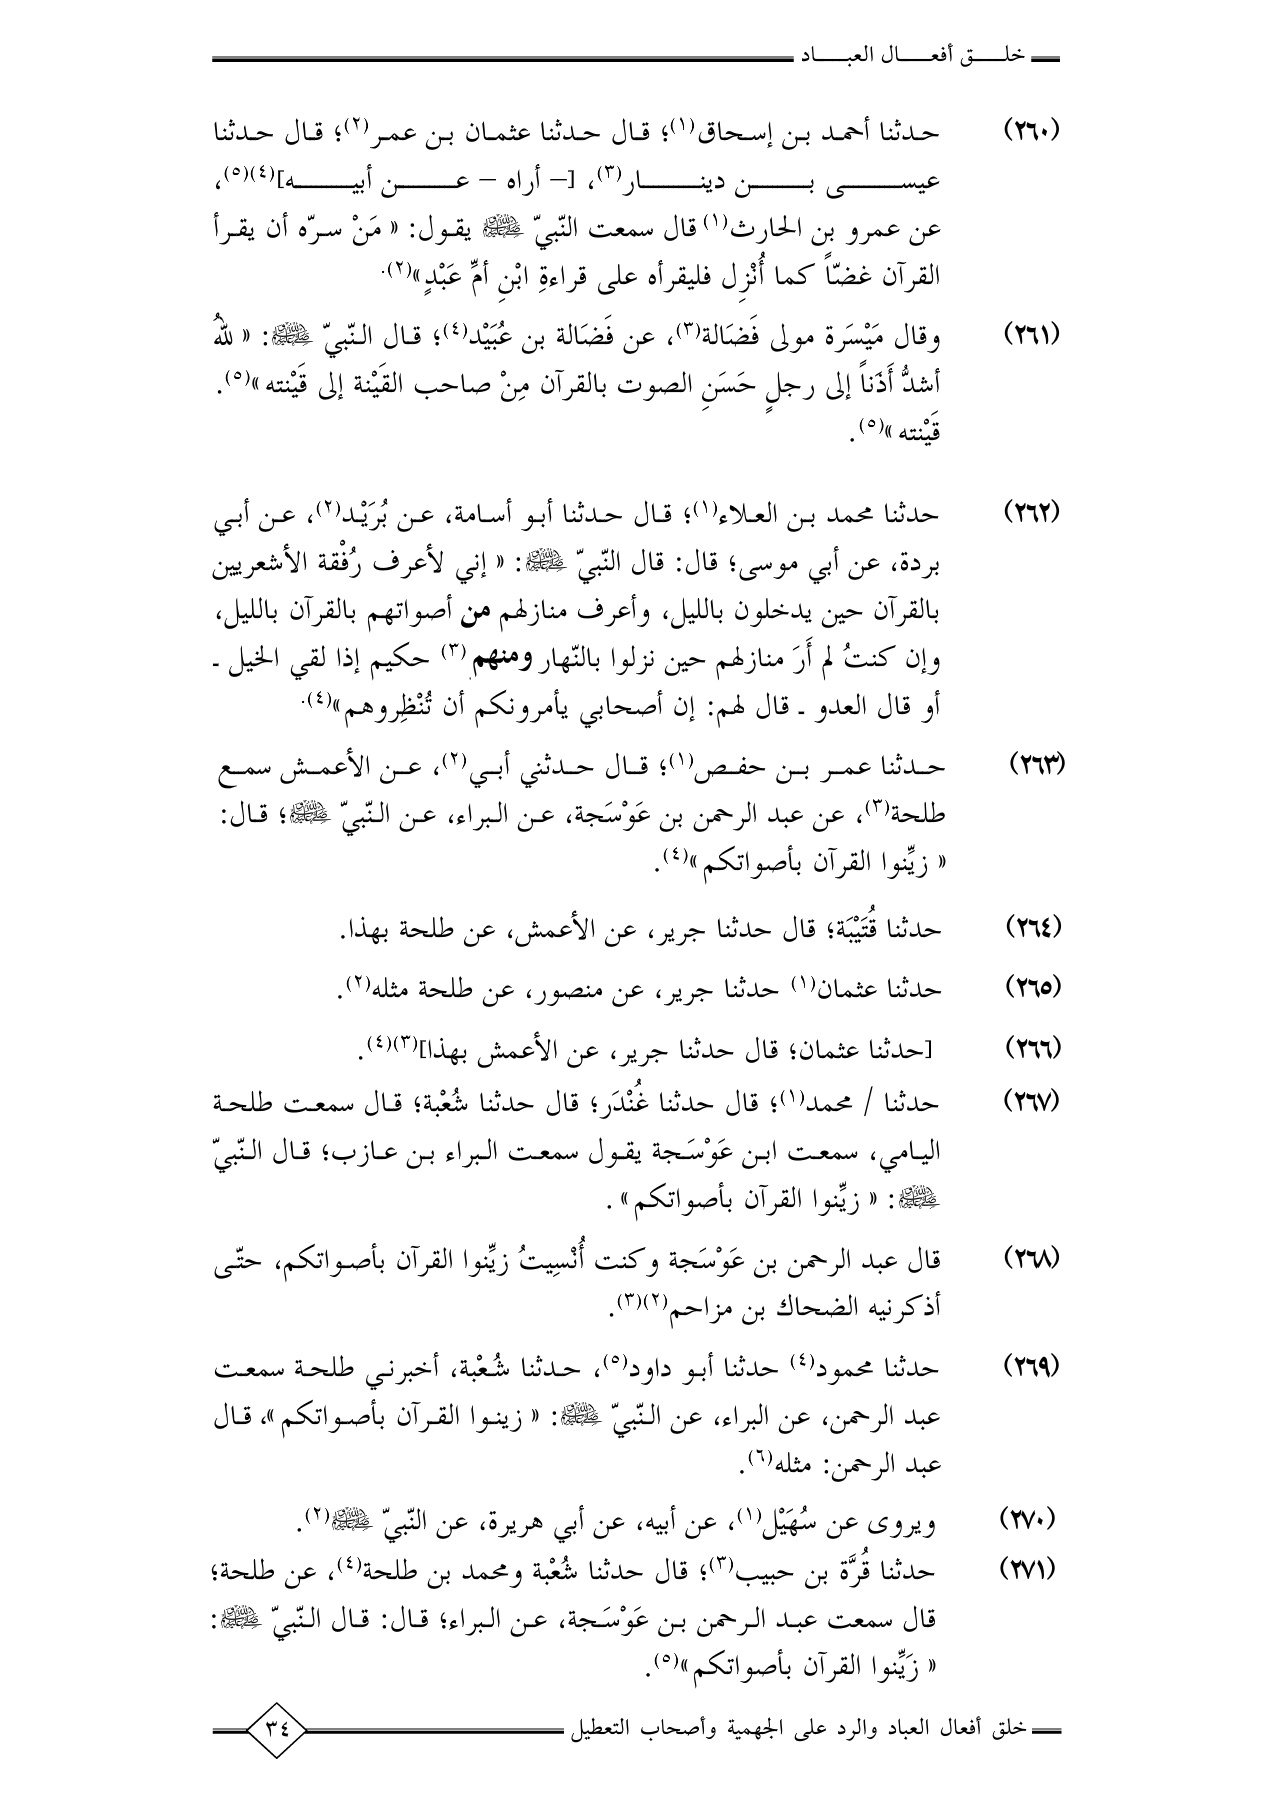 خلق أفعال العباد
(٢٦٠) حدثنا أحمد بن إسحاق(١)؛ قال حدثنا عثمان بن عمر(٢)؛ قال حدثنا
عيسى بن دينار(٣)، [– أراه – عن أبيه](٤)(٥)،
عن عمرو بن الحارث(١) قال سمعت النّبيّ ﷺ يقول: « مَنْ سرّه أن يقرأ
القرآن غضّاً كما أُنْزِل فليقرأه على قراءةِ ابْنِ أمِّ عَبْدٍ»(٢).
(٢٦١) وقال مَيْسَرة مولى فَضَالة(٣)، عن فَضَالة بن عُبَيْد(٤)؛ قال النّبيّ ﷺ: « للهُ
أشدُّ أَذَناً إلى رجلٍ حَسَنِ الصوت بالقرآن مِنْ صاحب القَيْنة إلى قَيْنته»(٥).
قَيْنته»(٥).
(٢٦٢) حدثنا محمد بن العلاء(١)؛ قال حدثنا أبو أسامة، عن بُرَيْد(٢)، عن أبي
بردة، عن أبي موسى؛ قال: قال النّبيّ ﷺ: « إني لأعرف رُفْقة الأشعريين
بالقرآن حين يدخلون بالليل، وأعرف منازلهم من أصواتهم بالقرآن بالليل،
وإن كنتُ لم أَرَ منازلهم حين نزلوا بالنّهار ومنهم(٣) حكيم إذا لقي الخيل ـ
أو قال العدو ـ قال لهم: إن أصحابي يأمرونكم أن تُنْظِروهم»(٤).
(٢٦٣) حدثنا عمر بن حفص(١)؛ قال حدثني أبي(٢)، عن الأعمش سمع
طلحة(٣)، عن عبد الرحمن بن عَوْسَجة، عن البراء، عن النّبيّ ﷺ؛ قال:
« زيِّنوا القرآن بأصواتكم»(٤).
(٢٦٤) حدثنا قُتَيْبَة؛ قال حدثنا جرير، عن الأعمش، عن طلحة بهذا.
(٢٦٥) حدثنا عثمان(١) حدثنا جرير، عن منصور، عن طلحة مثله(٢).
(٢٦٦) [حدثنا عثمان؛ قال حدثنا جرير، عن الأعمش بهذا](٣)(٤).
(٢٦٧) حدثنا / محمد(١)؛ قال حدثنا غُنْدَر؛ قال حدثنا شُعْبة؛ قال سمعت طلحة
اليامي، سمعت ابن عَوْسَجة يقول سمعت البراء بن عازب؛ قال النّبيّ
ﷺ: « زيِّنوا القرآن بأصواتكم» .
(٢٦٨) قال عبد الرحمن بن عَوْسَجة وكنت أُنْسِيتُ زيِّنوا القرآن بأصواتكم، حتّى
أذكرنيه الضحاك بن مزاحم(٢)(٣).
(٢٦٩) حدثنا محمود(٤) حدثنا أبو داود(٥)، حدثنا شُعْبة، أخبرني طلحة سمعت
عبد الرحمن، عن البراء، عن النّبيّ ﷺ: « زينوا القرآن بأصواتكم»، قال
عبد الرحمن: مثله(٦).
(٢٧٠) ويروى عن سُهَيْل(١)، عن أبيه، عن أبي هريرة، عن النّبيّ ﷺ(٢).
(٢٧١) حدثنا قُرَّة بن حبيب(٣)؛ قال حدثنا شُعْبة ومحمد بن طلحة(٤)، عن طلحة؛
قال سمعت عبد الرحمن بن عَوْسَجة، عن البراء؛ قال: قال النّبيّ ﷺ:
« زَيِّنوا القرآن بأصواتكم»(٥).
خلق أفعال العباد والرد على الجهمية وأصحاب التعطيل ٣٤